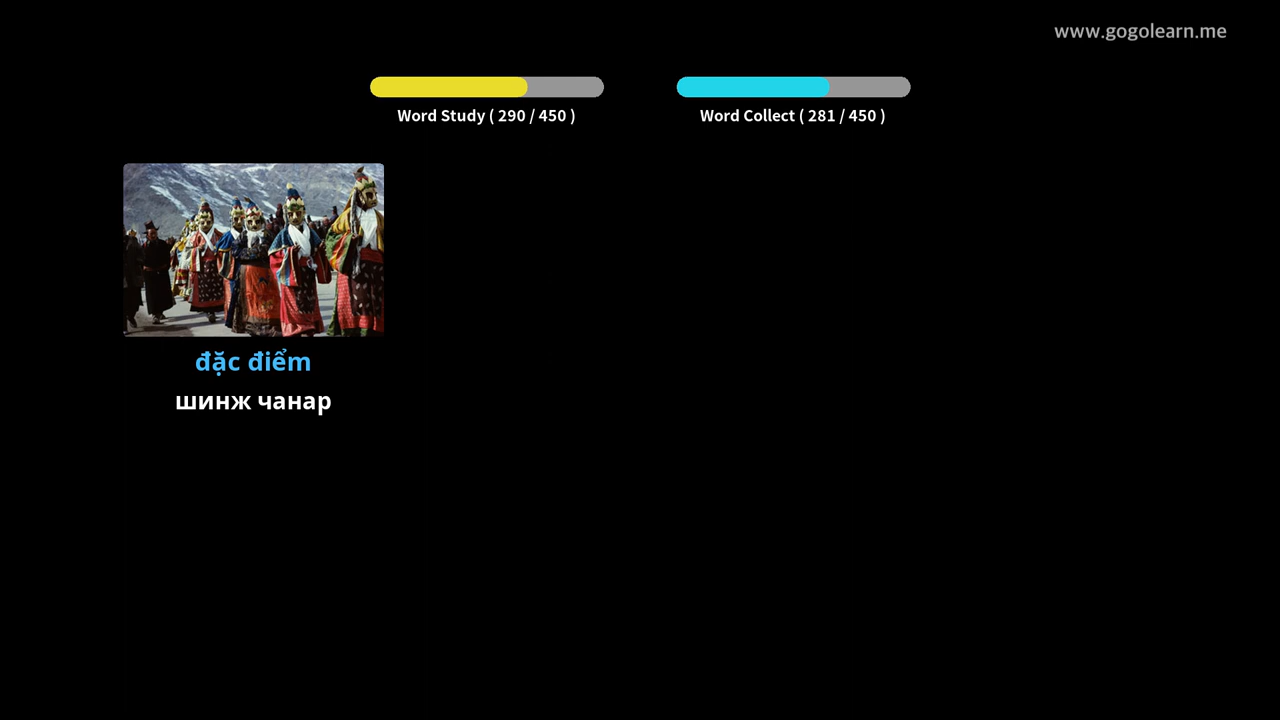 www.gogolearn.me
Word Study ( 290 / 450 )
Word Collect ( 281 / 450 )
đặc điểm
шинж чанар